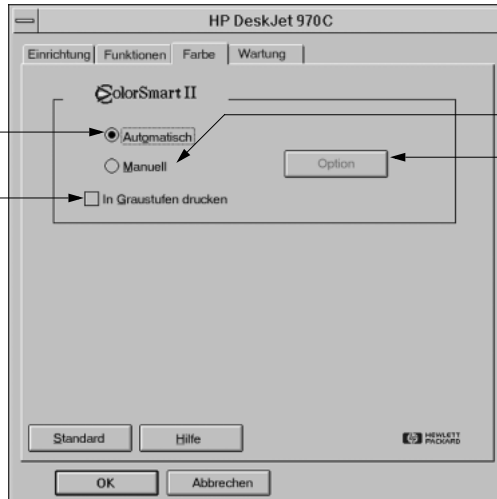 HP DeskJet 970C
Einrichtung Funktionen Farbe Wartung
ColorSmart II
Automatisch
Manuell
Option
In Graustufen drucken
Standard Hilfe
hp HEWLETT
PACKARD
OK Abbrechen